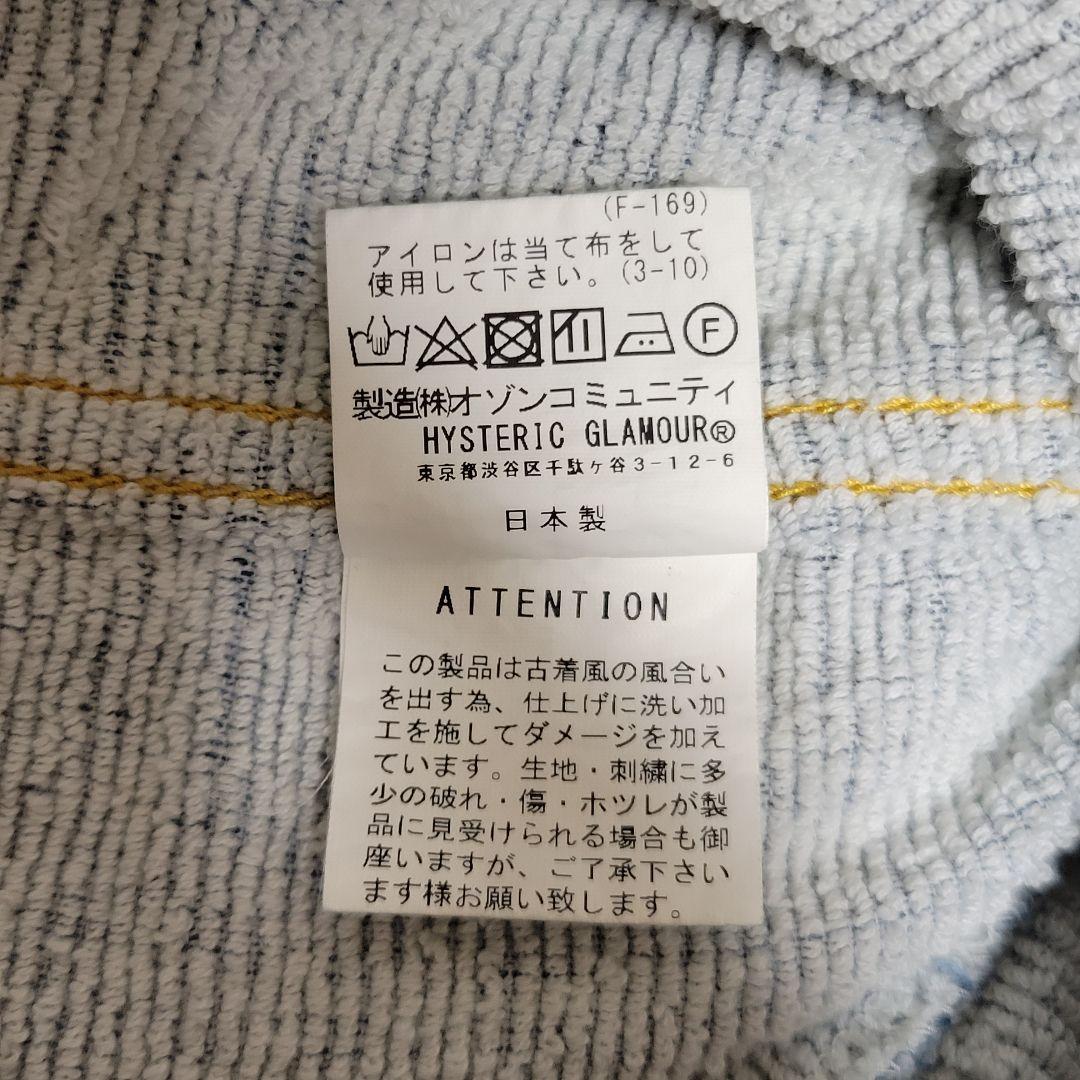 (F-169)
アイロンは当て布をして
使用して下さい。(3-10)
F
製造(株)オゾンコミュニティ
HYSTERIC GLAMOUR®
東京都渋谷区千駄ヶ谷3-12-6
日本製
ATTENTION
この製品は古着風の風合い
を出す為、仕上げに洗い加
工を施してダメージを加え
ています。生地・刺繍に多
少の破れ・傷・ホツレが製
品に見受けられる場合も御
座いますが、ご了承下さい
ます様お願い致します。